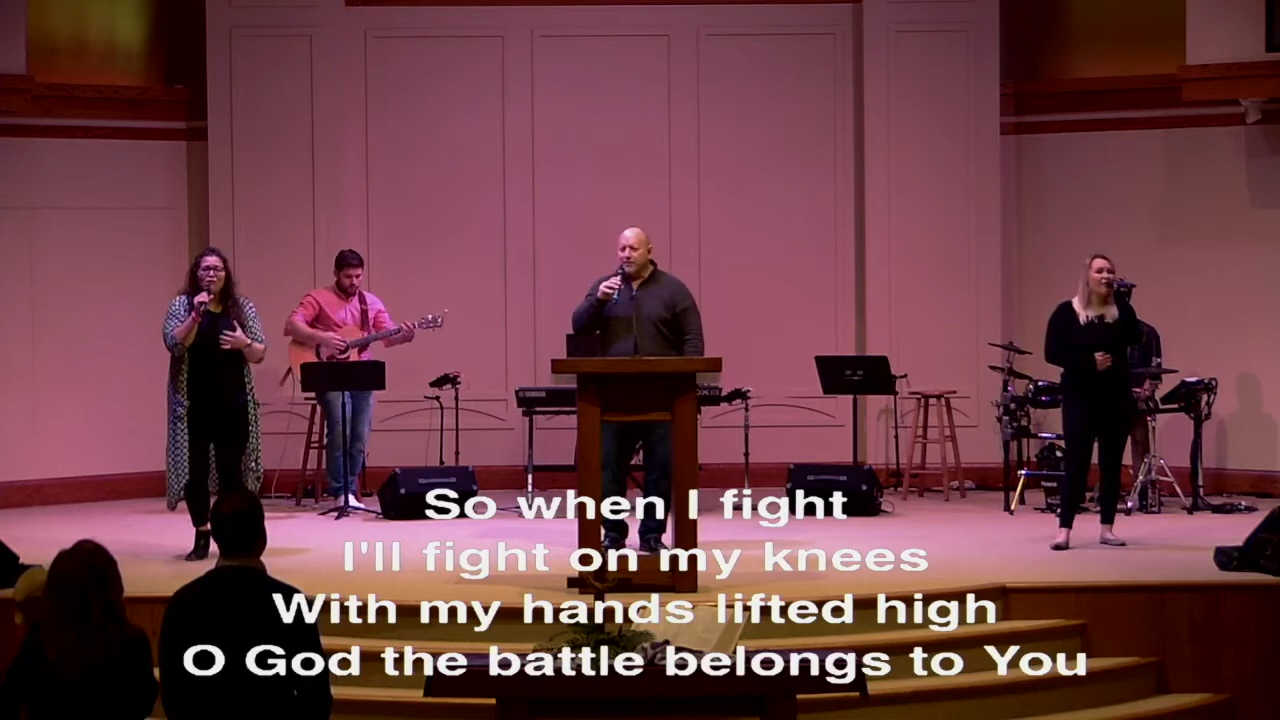 So when I fight
I'll fight on my knees
With my hands lifted high
O God the battle belongs to You
YAMAHA